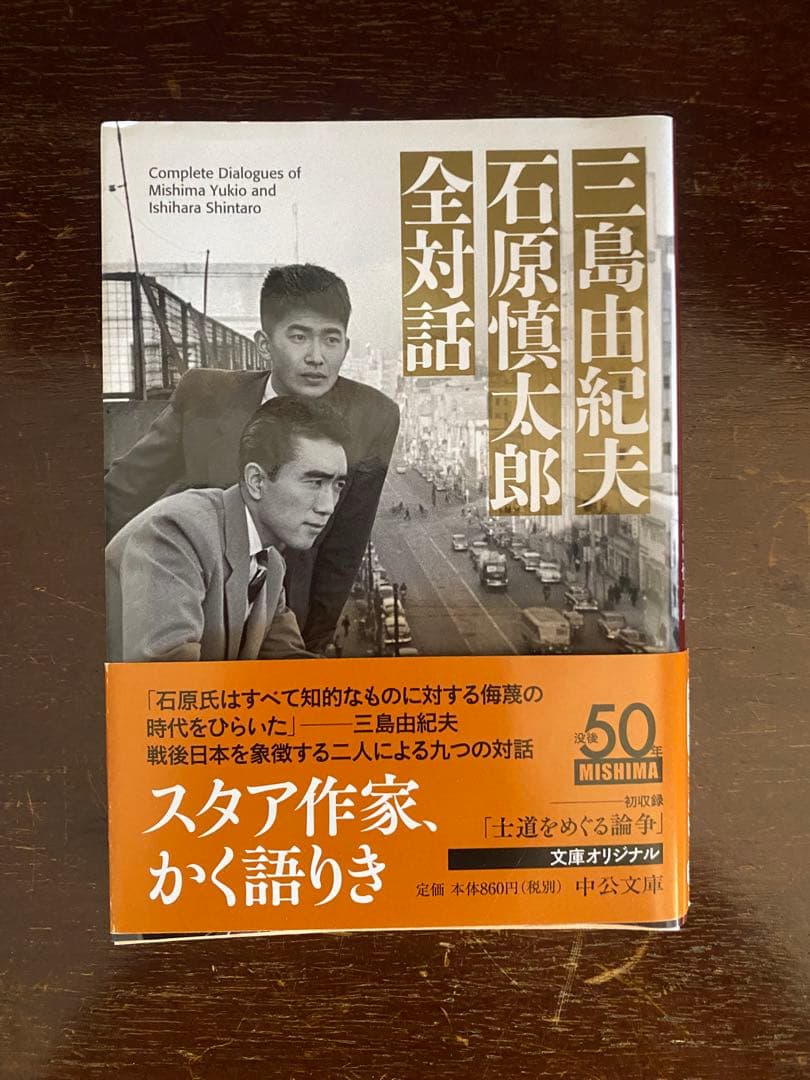 Complete Dialogues of
Mishima Yukio and
Ishihara Shintaro
三島由紀夫
石原慎太郎
全対話
「石原氏はすべて知的なものに対する侮蔑の
時代をひらいた」——三島由紀夫
戦後日本を象徴する二人による九つの対話
スタア作家、
かく語りき
没後50年
MISHIMA
——初収録
「士道をめぐる論争」
文庫オリジナル
定価 本体860円(税別) 中公文庫